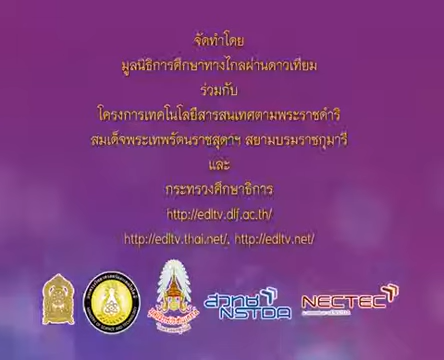 จัดทำโดย
มูลนิธิการศึกษาทางไกลผ่านดาวเทียม
ร่วมกับ
โครงการเทคโนโลยีสารสนเทศตามพระราชดำริ
สมเด็จพระเทพรัตนราชสุดาฯ สยามบรมราชกุมารี
และ
กระทรวงศึกษาธิการ
http://edltv.dlf.ac.th/
http://edltv.thai.net/, http://edltv.net/
สวทช
NSTDA
NECTEC